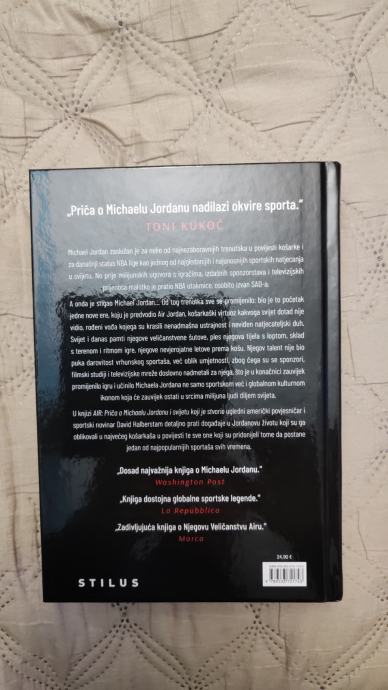 „Priča o Michaelu Jordanu nadilazi okvire sporta.”
TONI KUKOČ
Michael Jordan zaslužan je za neke od najnezaboravnijih trenutaka u povijesti košarke i
za današnji status NBA lige kao jednog od najgledanijih i najunosnijih sportskih natjecanja
u svijetu. No prije milijunskih ugovora s igračima, izdašnih sponzorstava i televizijskih
prijenosa malotko je pratio NBA utakmice, osobito izvan SAD-a.
A onda je stigao Michael Jordan... Od tog trenutka sve se promijenilo: bio je to početak
jedne nove ere, koju je predvodio Air Jordan, košarkaški virtuoz kakvoga svijet dotad nije
vidio, rođeni vođa kojega su krasili nenadmašna ustrajnost i neviđen natjecateljski duh.
Svijet i danas pamti njegove veličanstvene šutove, ples njegova tijela s loptom, sklad
s terenom i ritmom igre, njegove nevjerojatne letove prema košu. Njegov talent nije bio
puka darovitost vrhunskog sportaša, već oblik umjetnosti, zbog čega su se sponzori,
filmski studiji i televizijske mreže doslovno nadmetali za njega, što je u konačnici zauvijek
promijenilo igru i učinilo Michaela Jordana ne samo sportskom već i globalnom kulturnom
ikonom koja će zauvijek ostati u srcima milijuna ljudi diljem svijeta.
U knjizi AIR: Priča o Michaelu Jordanu i svijetu koji je stvorio ugledni američki povjesničar i
sportski novinar David Halberstam detaljno prati događaje u Jordanovu životu koji su ga
oblikovali u najvećeg košarkaša u povijesti te sve one koji su pridonijeli tome da postane
jedan od najpopularnijih sportaša svih vremena.
„Dosad najvažnija knjiga o Michaelu Jordanu.”
Washington Post
„Knjiga dostojna globalne sportske legende.”
La Repubblica
„Zadivljujuća knjiga o Njegovu Veličanstvu Airu.”
Marca
24,90 €
STILUS